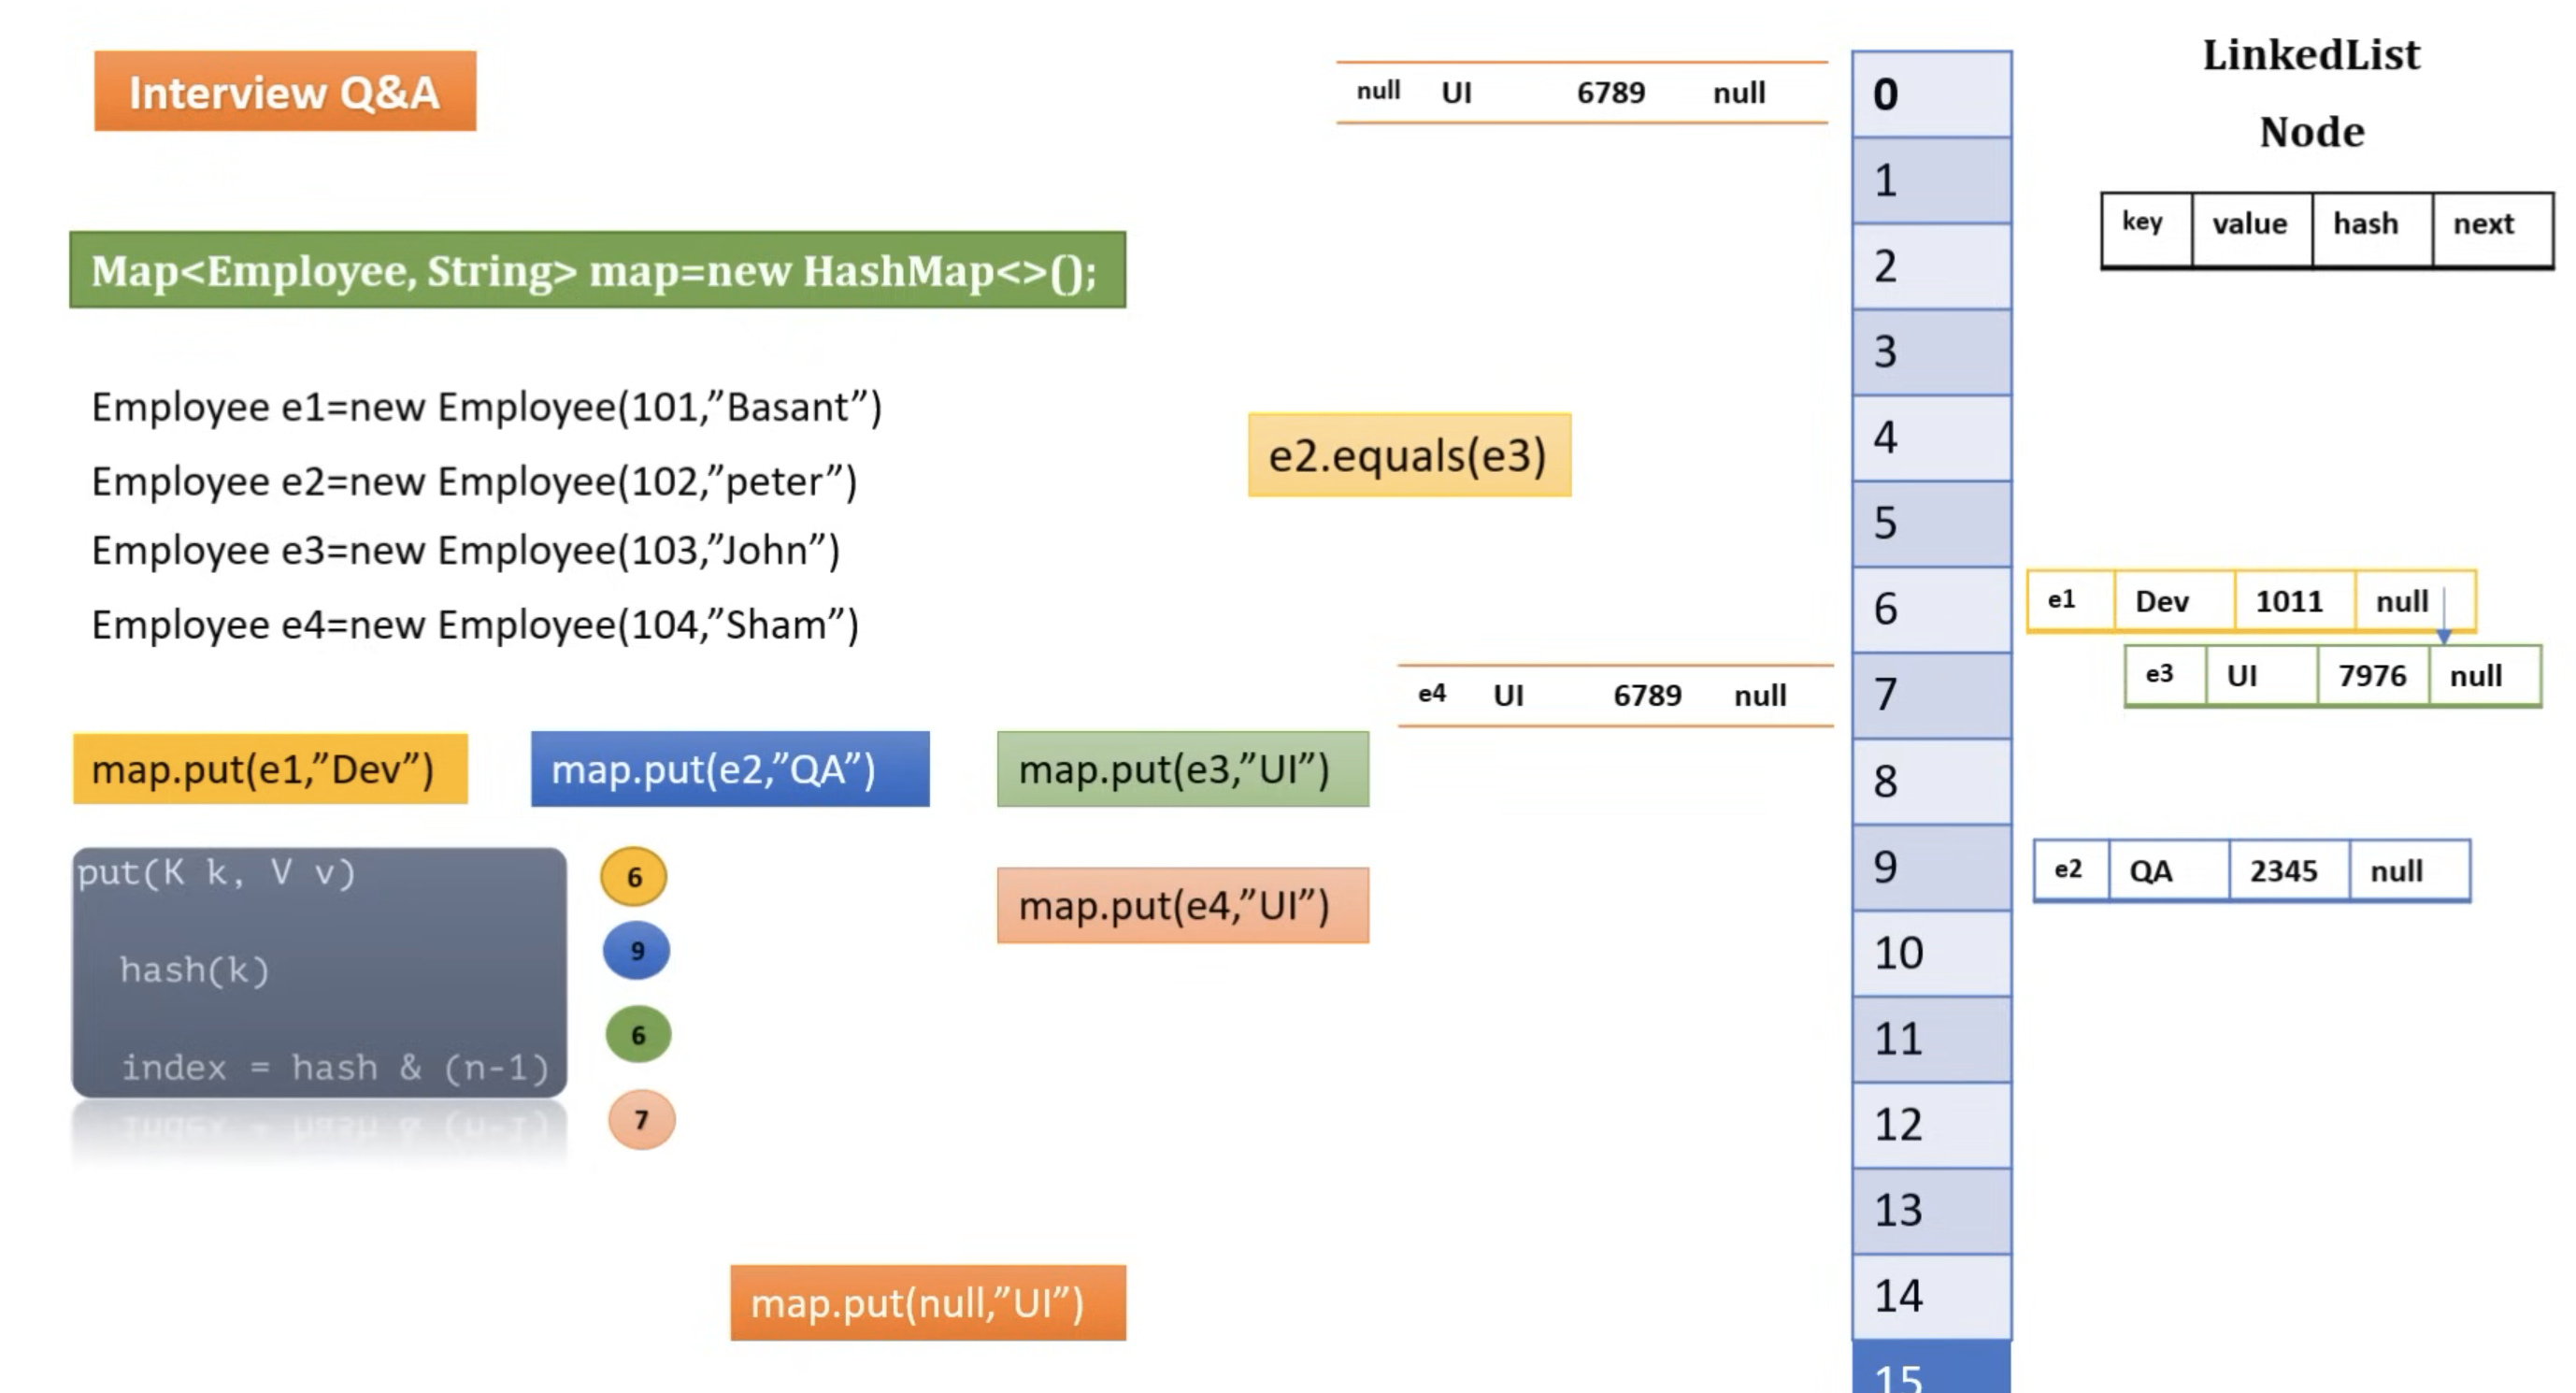 Interview Q&A
Map<Employee, String> map=new HashMap<>();
Employee e1=new Employee(101,”Basant”)
Employee e2=new Employee(102,”peter”)
Employee e3=new Employee(103,”John”)
Employee e4=new Employee(104,”Sham”)
map.put(e1,”Dev”)
map.put(e2,”QA”)
map.put(e3,”UI”)
map.put(e4,”UI”)
put(K k, V v)
hash(k)
index = hash & (n-1)
6
9
6
7
map.put(null,”UI”)
e2.equals(e3)
null UI 6789 null
e4 UI 6789 null
0
1
2
3
4
5
6
7
8
9
10
11
12
13
14
15
LinkedList
Node
key value hash next
e1 Dev 1011 null
e3 UI 7976 null
e2 QA 2345 null